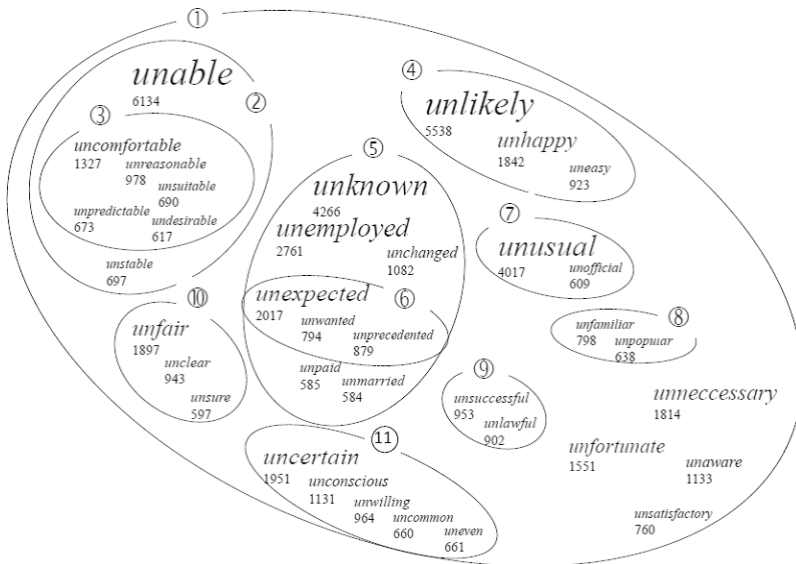 ①
unable
6134
②
③
uncomfortable
1327
unreasonable
978
unsuitable
690
unpredictable
673
undesirable
617
unstable
697
④
unlikely
5538
unhappy
1842
uneasy
923
⑤
unknown
4266
unemployed
2761
unchanged
1082
unexpected
2017
⑥
unwanted
794
unprecedented
879
unpaid
585
unmarried
584
⑦
unusual
4017
unofficial
609
⑧
unfamiliar
798
unpopular
638
⑨
unsuccessful
953
unlawful
902
⑩
unfair
1897
unclear
943
unsure
597
⑪
uncertain
1951
unconscious
1131
unwilling
964
uncommon
660
uneven
661
unneccessary
1814
unfortunate
1551
unaware
1133
unsatisfactory
760